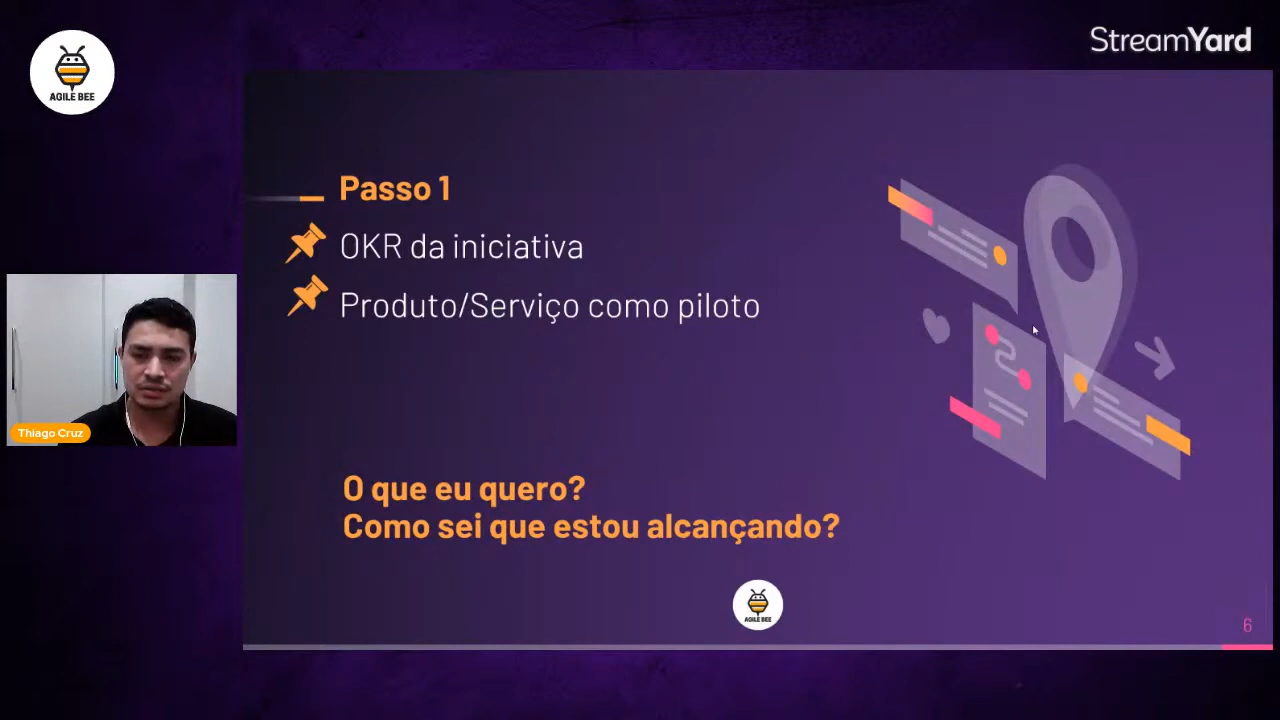 AGILE BEE
StreamYard
Passo 1
OKR da iniciativa
Produto/Serviço como piloto
Thiago Cruz
O que eu quero?
Como sei que estou alcançando?
AGILE BEE
6